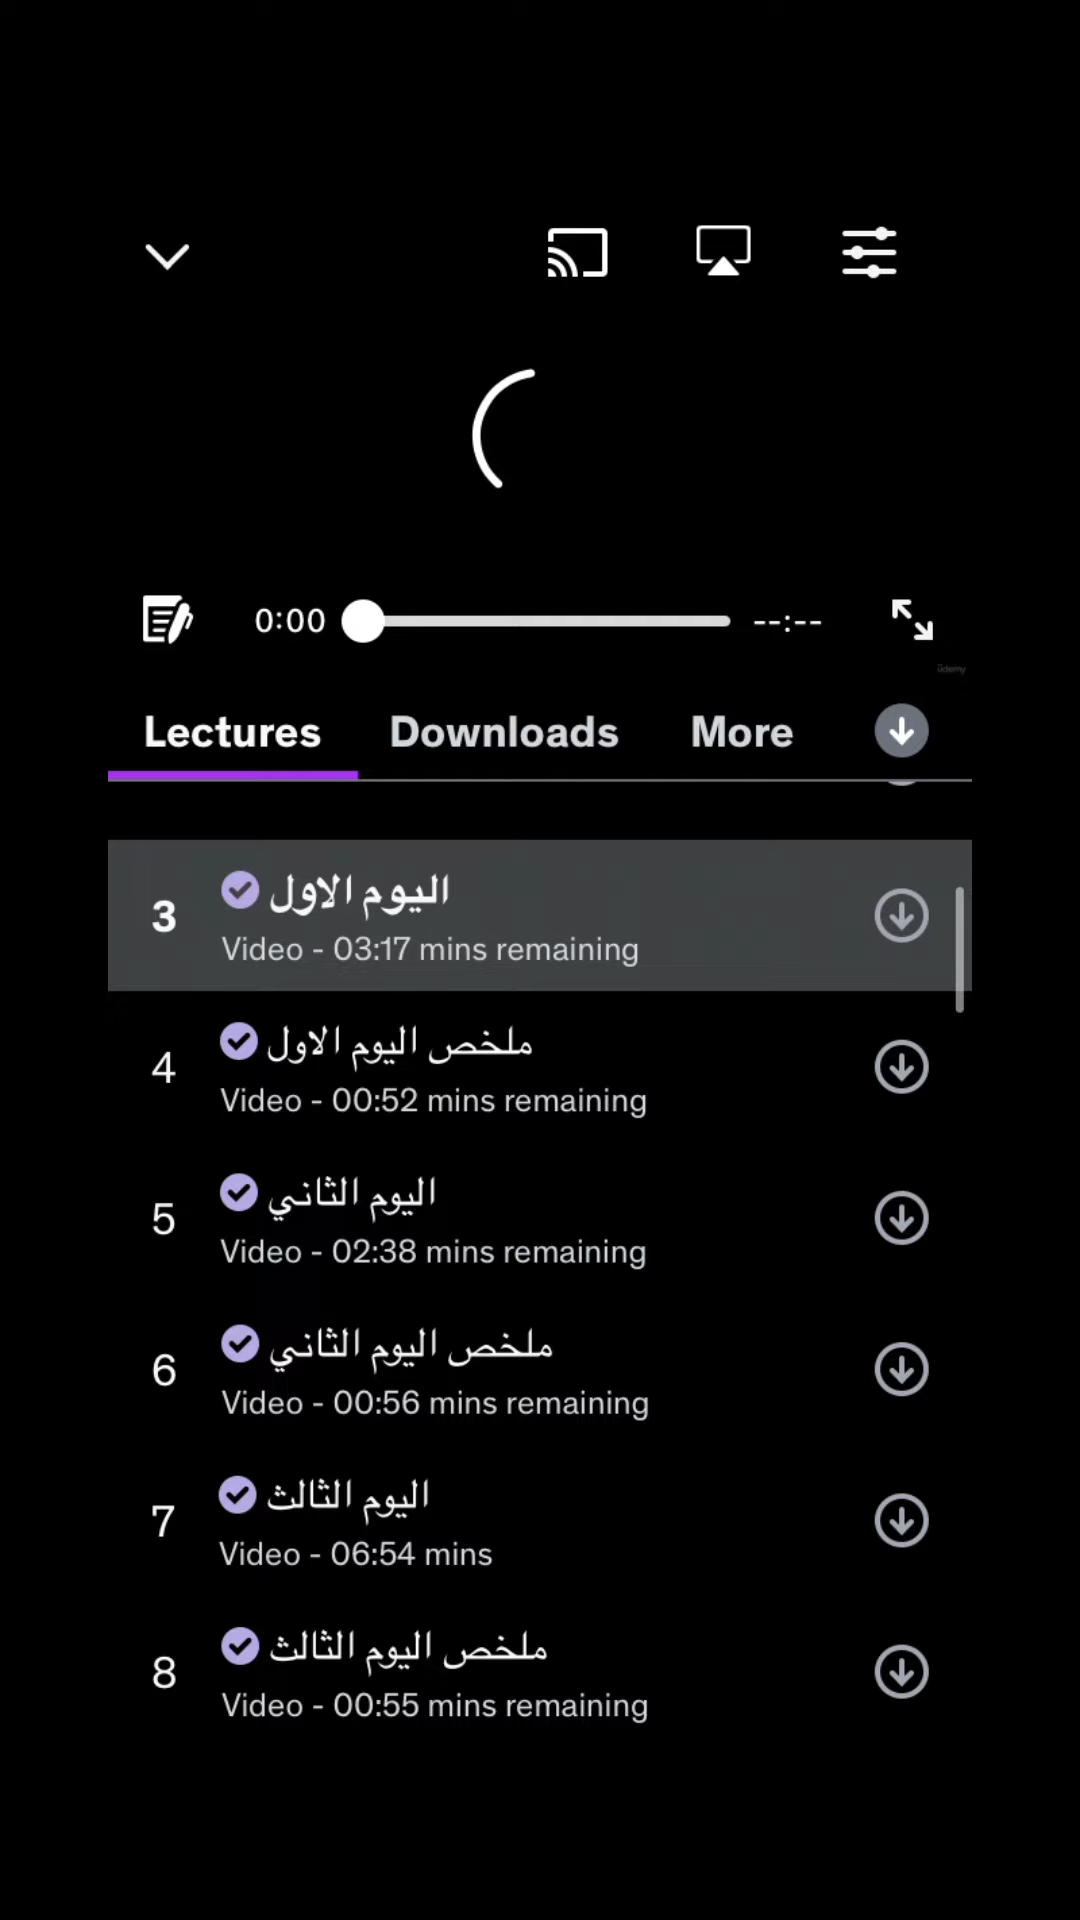 0:00 --:--
ûdemy
Lectures Downloads More
3
اليوم الاول
Video - 03:17 mins remaining
4
ملخص اليوم الاول
Video - 00:52 mins remaining
5
اليوم الثاني
Video - 02:38 mins remaining
6
ملخص اليوم الثاني
Video - 00:56 mins remaining
7
اليوم الثالث
Video - 06:54 mins
8
ملخص اليوم الثالث
Video - 00:55 mins remaining